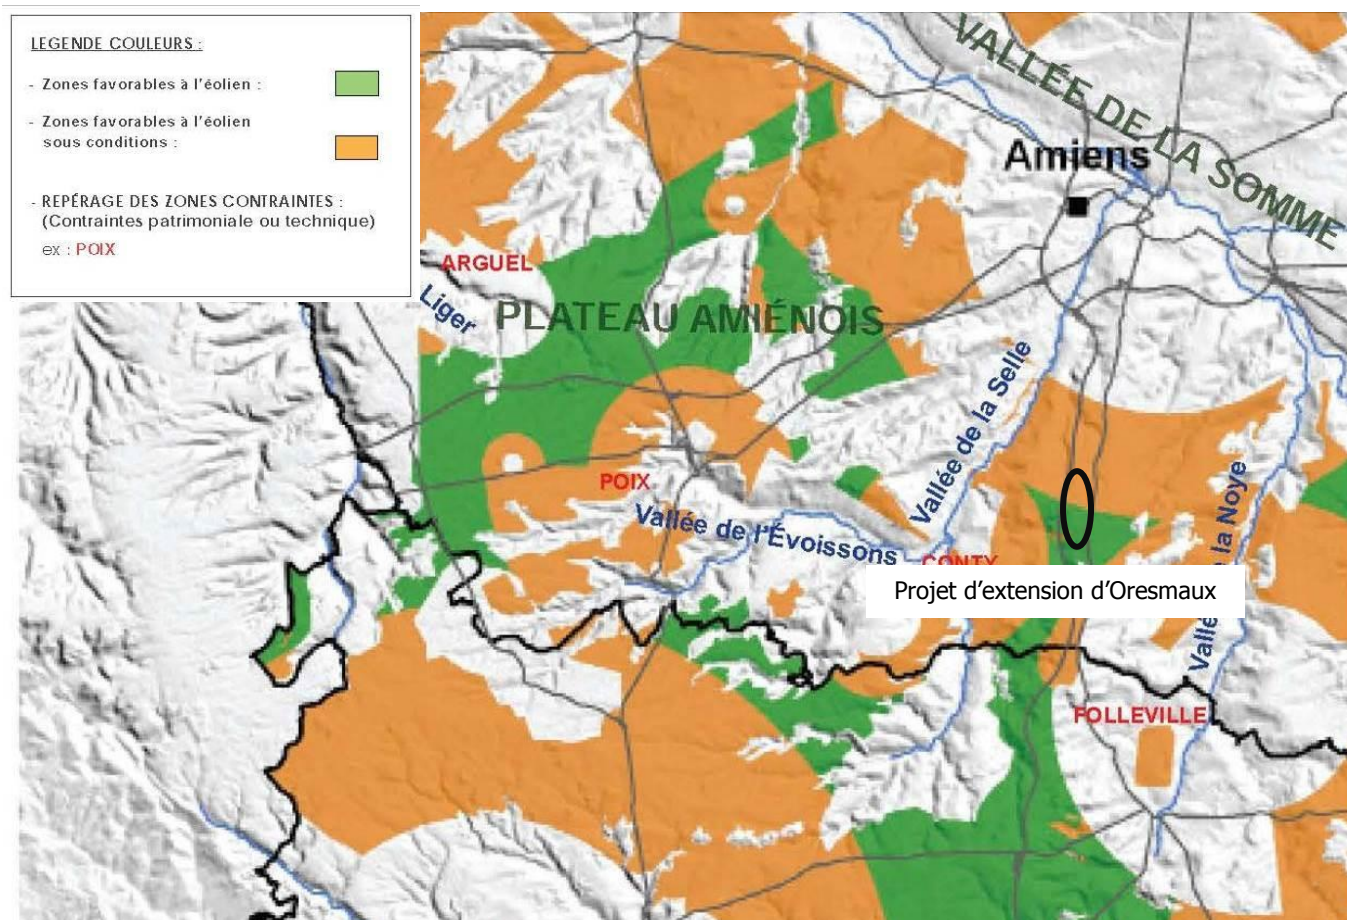 LEGENDE COULEURS :
- Zones favorables à l'éolien :
- Zones favorables à l'éolien
sous conditions :
- REPÉRAGE DES ZONES CONTRAINTES :
(Contraintes patrimoniale ou technique)
ex : POIX
VALLÉE DE LA SOMME
Amiens
ARGUEL
Liger
PLATEAU AMIÉNOIS
Vallée de la Selle
POIX
Vallée de l'Évoissons
CONTY
Projet d'extension d'Oresmaux
Vallé la Noye
FOLLEVILLE